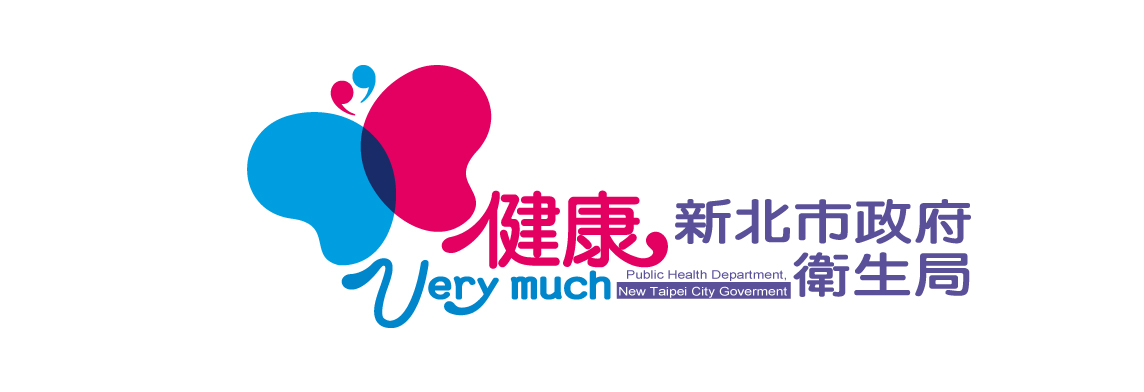 健康
Very much
新北市政府
衛生局
Public Health Department,
New Taipei City Goverment